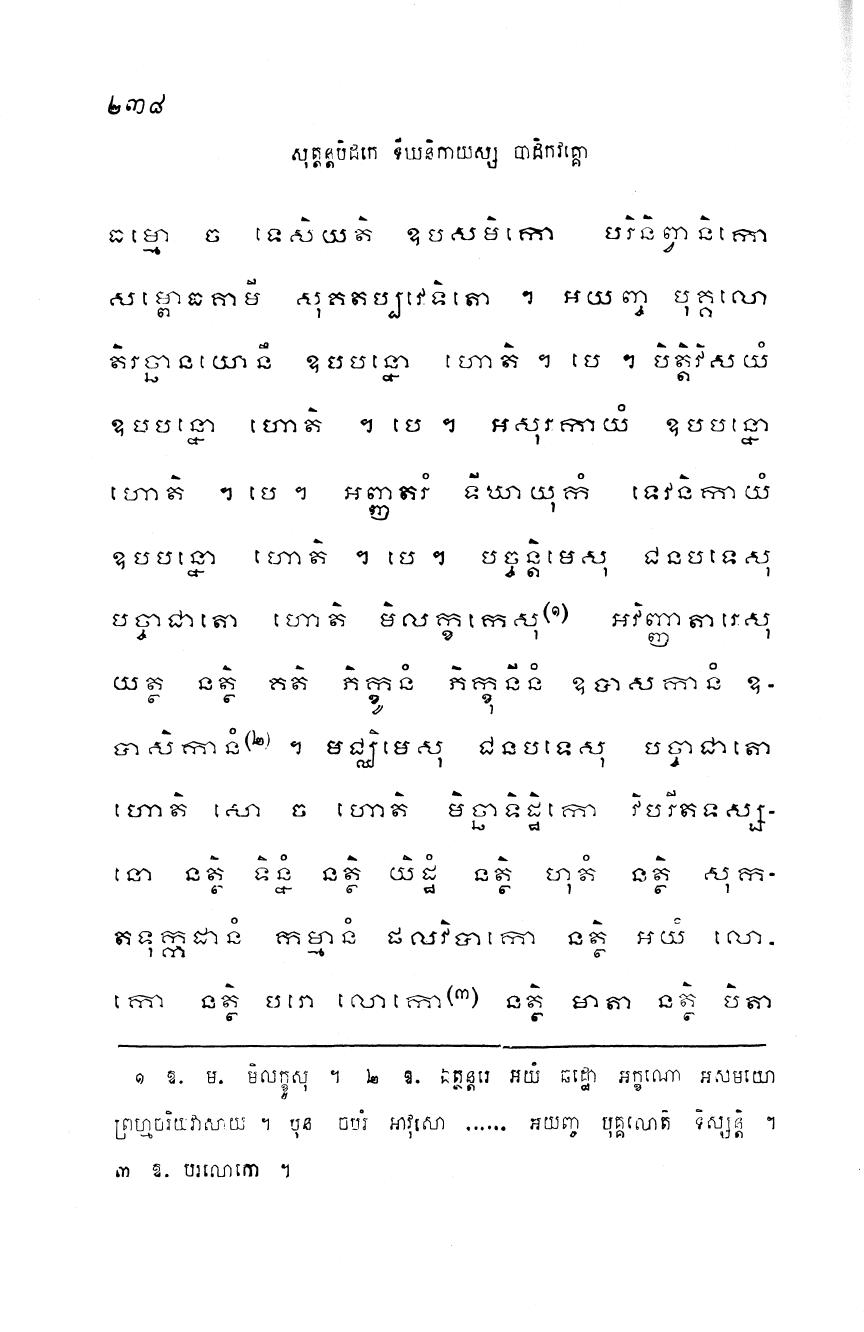 ២៣៨
សុត្តន្តបិដកេ ទីឃនិកាយស្ស បាដិកវគ្គោ
ធម្មោ ច ទេសិយតិ ឧបសមិកោ បរិនិព្វានិកោ
សម្ពោធគាមី សុគតប្បវេទិតោ ។ អយញ្ច បុគ្គលោ
តិរច្ឆានយោនឹ ឧបបន្នោ ហោតិ ។ បេ ។ បិត្តិវិសយំ
ឧបបន្នោ ហោតិ ។ បេ ។ អសុរកាយំ ឧបបន្នោ
ហោតិ ។ បេ ។ អញ្ញតរំ ទីឃាយុកំ ទេវនិកាយំ
ឧបបន្នោ ហោតិ ។ បេ ។ បច្ចន្តិមេសុ ជនបទេសុ
បច្ចាជាតោ ហោតិ មិលក្ខកេសុ(១) អវិញ្ញាតារេសុ
យត្ថ នត្ថិ គតិ ភិក្ខូនំ ភិក្ខុនីនំ ឧបាសកានំ ឧ-
បាសិកានំ(២) ។ មជ្ឈិមេសុ ជនបទេសុ បច្ចាជាតោ
ហោតិ សោ ច ហោតិ មិច្ឆាទិដ្ឋិកោ វិបរីតទស្ស-
នោ នត្ថិ ទិន្នំ នត្ថិ យិដ្ឋំ នត្ថិ ហុតំ នត្ថិ សុក-
តទុក្កដានំ កម្មានំ ផលវិបាកោ នត្ថិ អយំ លោ-
កោ នត្ថិ បរោ លោកោ(៣) នត្ថិ មាតា នត្ថិ បិតា
១ ឧ. ម. មិលក្ខូសុ ។ ២ ឧ. ឯត្ថន្តរេ អយំ ឆដ្ឋោ អក្ខណោ អសមយោ
ព្រហ្មចរិយវាសាយ ។ បុន ចបរំ អាវុសោ ...... អយញ្ច បុគ្គលោតិ ទិស្សន្តិ ។
៣ ឧ. បរលោកោ ។